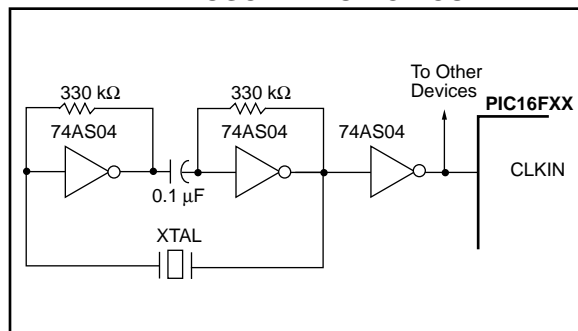 To Other
Devices
330 kΩ
330 kΩ
PIC16FXX
74AS04
74AS04
74AS04
CLKIN
0.1 µF
XTAL